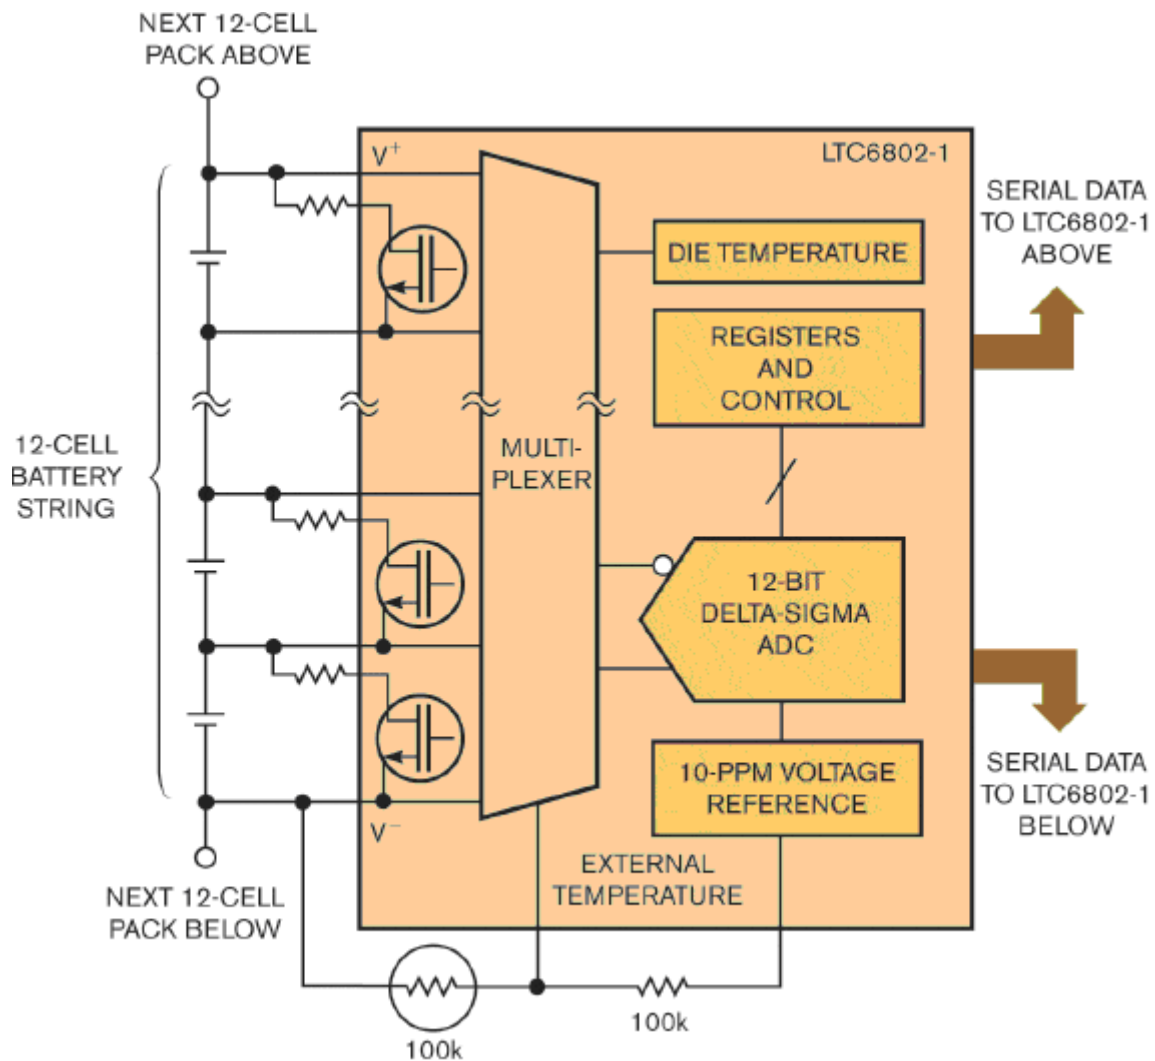 NEXT 12-CELL
PACK ABOVE
V+
LTC6802-1
SERIAL DATA
TO LTC6802-1
ABOVE
DIE TEMPERATURE
REGISTERS
AND
CONTROL
12-CELL
BATTERY
STRING
MULTI-
PLEXER
12-BIT
DELTA-SIGMA
ADC
10-PPM VOLTAGE
REFERENCE
SERIAL DATA
TO LTC6802-1
BELOW
V−
EXTERNAL
TEMPERATURE
NEXT 12-CELL
PACK BELOW
100k
100k